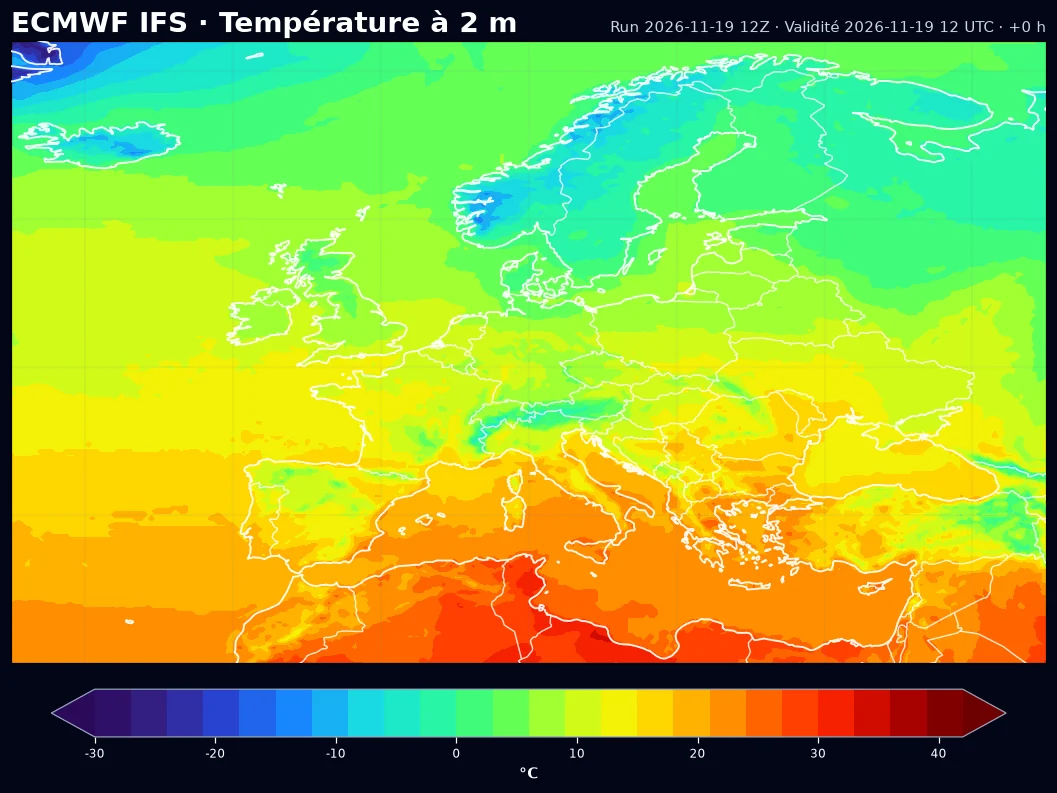 ECMWF IFS · Température à 2 m
Run 2026-11-19 12Z · Validité 2026-11-19 12 UTC · +0 h
-30 -20 -10 0 10 20 30 40
°C